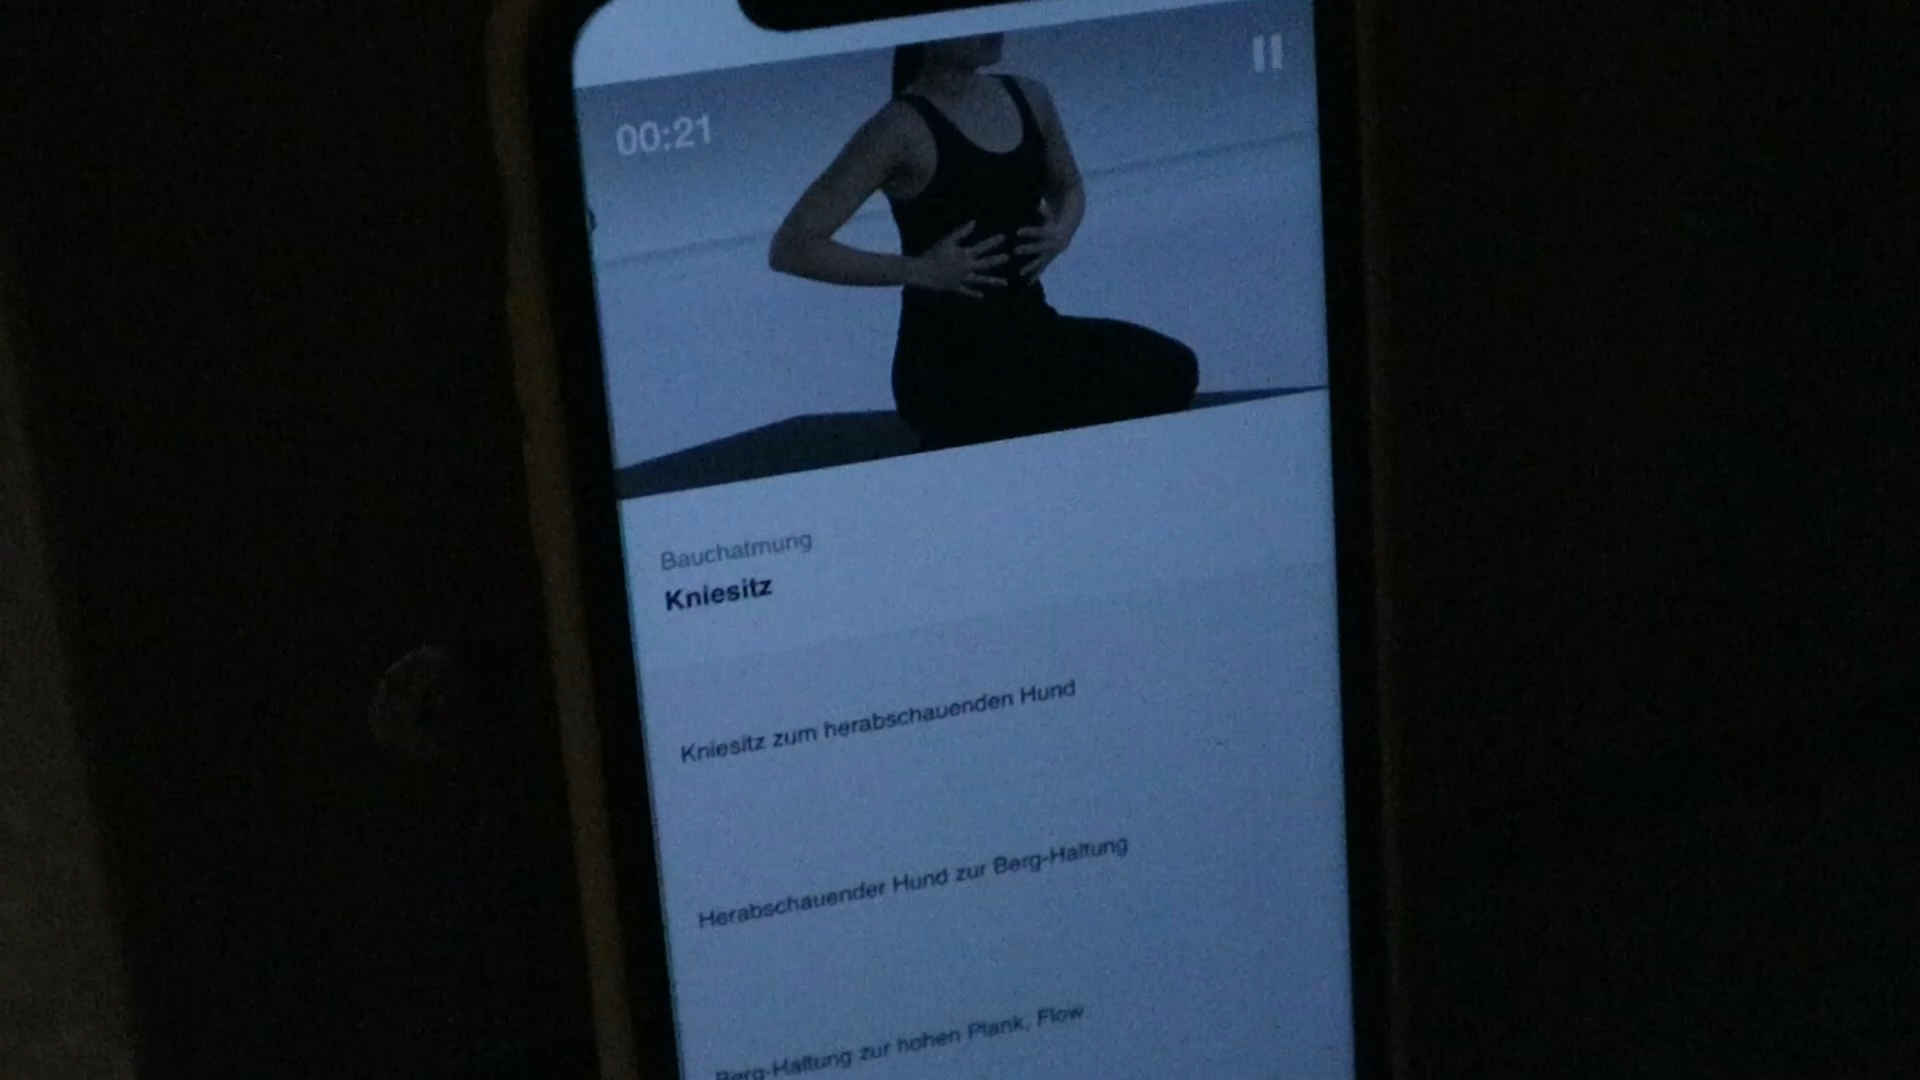 00:21
Bauchatmung
Kniesitz
Kniesitz zum herabschauenden Hund
Herabschauender Hund zur Berg-Haltung
Berg-Haltung zur hohen Plank, Flow